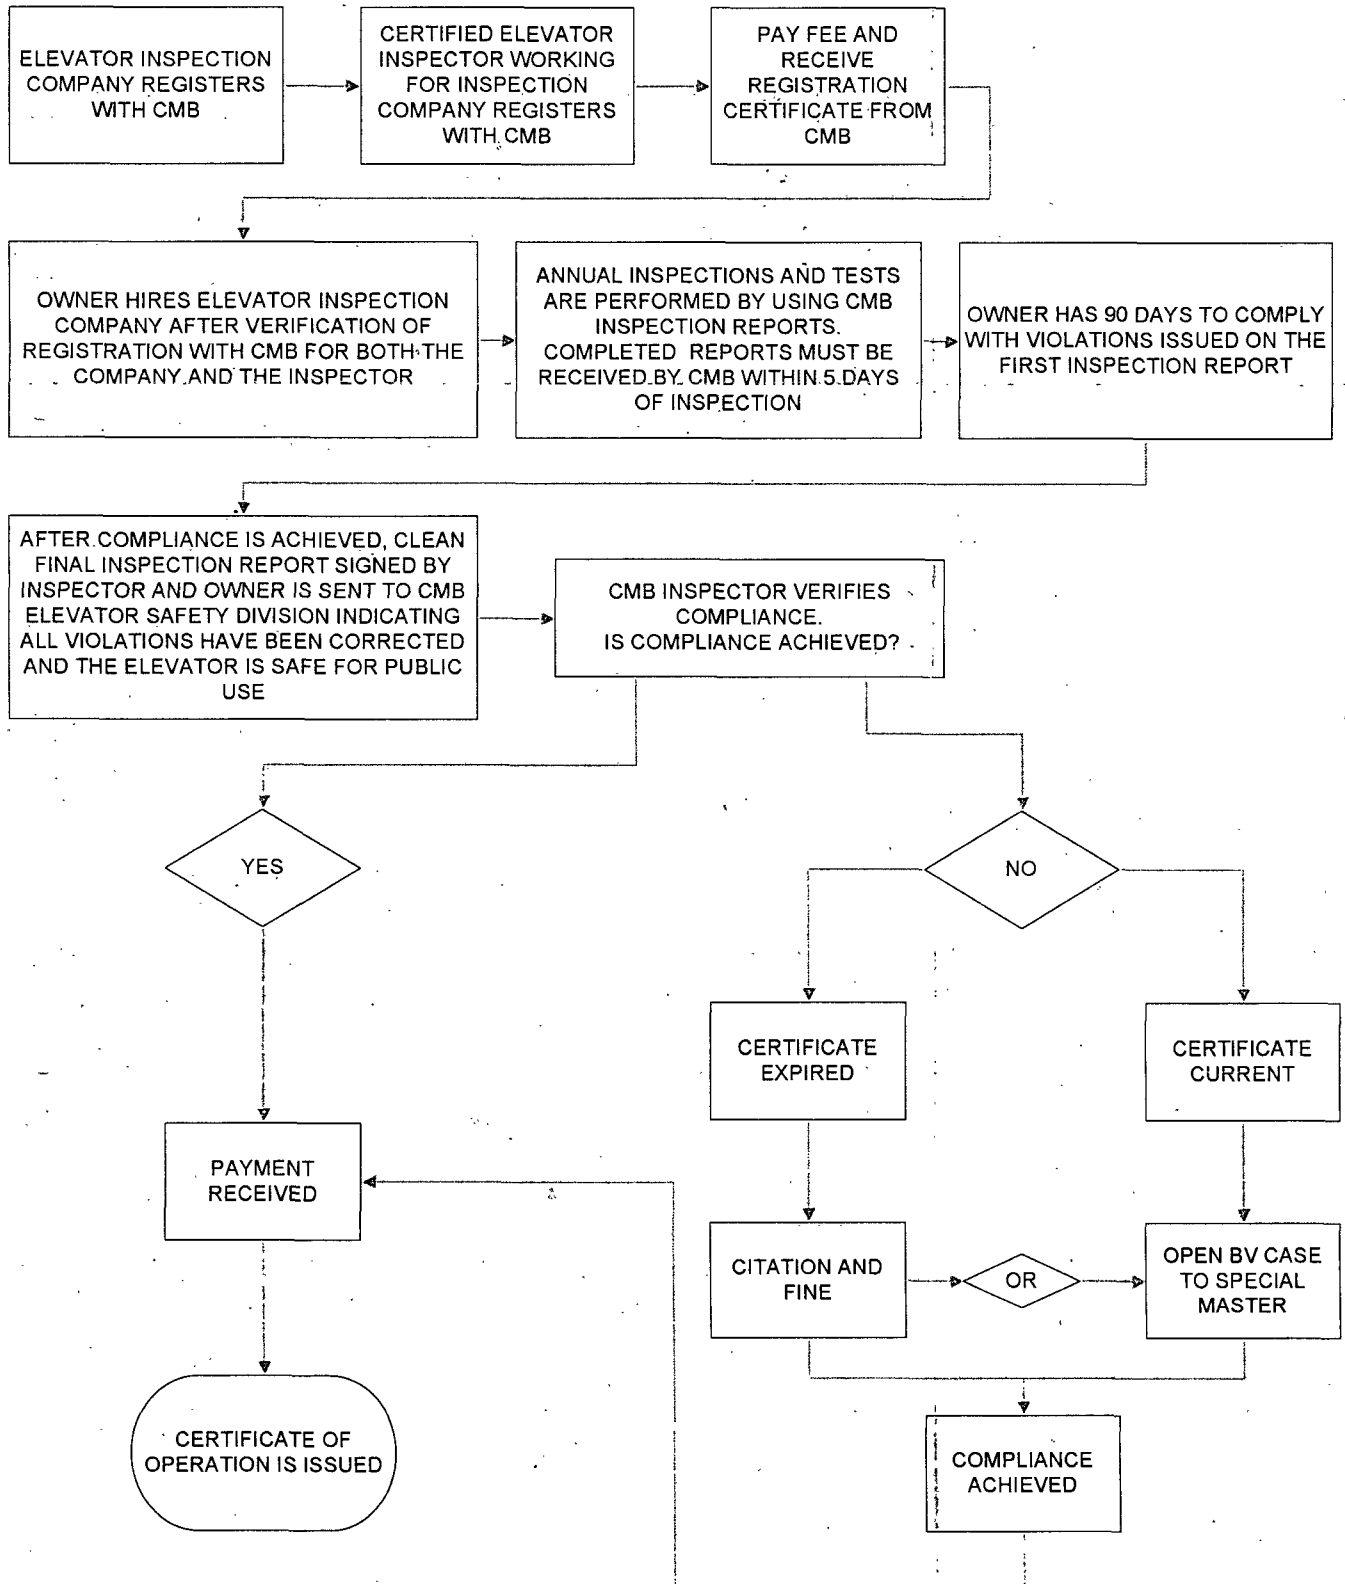 ELEVATOR INSPECTION
COMPANY REGISTERS
WITH CMB
CERTIFIED ELEVATOR
INSPECTOR WORKING
FOR INSPECTION
COMPANY REGISTERS
WITH CMB
PAY FEE AND
RECEIVE
REGISTRATION
CERTIFICATE FROM
CMB
OWNER HIRES ELEVATOR INSPECTION
COMPANY AFTER VERIFICATION OF
REGISTRATION WITH CMB FOR BOTH THE
COMPANY AND THE INSPECTOR
ANNUAL INSPECTIONS AND TESTS
ARE PERFORMED BY USING CMB
INSPECTION REPORTS.
COMPLETED REPORTS MUST BE
RECEIVED BY CMB WITHIN 5 DAYS
OF INSPECTION
OWNER HAS 90 DAYS TO COMPLY
WITH VIOLATIONS ISSUED ON THE
FIRST INSPECTION REPORT
AFTER COMPLIANCE IS ACHIEVED, CLEAN
FINAL INSPECTION REPORT SIGNED BY
INSPECTOR AND OWNER IS SENT TO CMB
ELEVATOR SAFETY DIVISION INDICATING
ALL VIOLATIONS HAVE BEEN CORRECTED
AND THE ELEVATOR IS SAFE FOR PUBLIC
USE
CMB INSPECTOR VERIFIES
COMPLIANCE.
IS COMPLIANCE ACHIEVED?
YES
NO
CERTIFICATE
EXPIRED
CERTIFICATE
CURRENT
PAYMENT
RECEIVED
CITATION AND
FINE
OR
OPEN BV CASE
TO SPECIAL
MASTER
CERTIFICATE OF
OPERATION IS ISSUED
COMPLIANCE
ACHIEVED